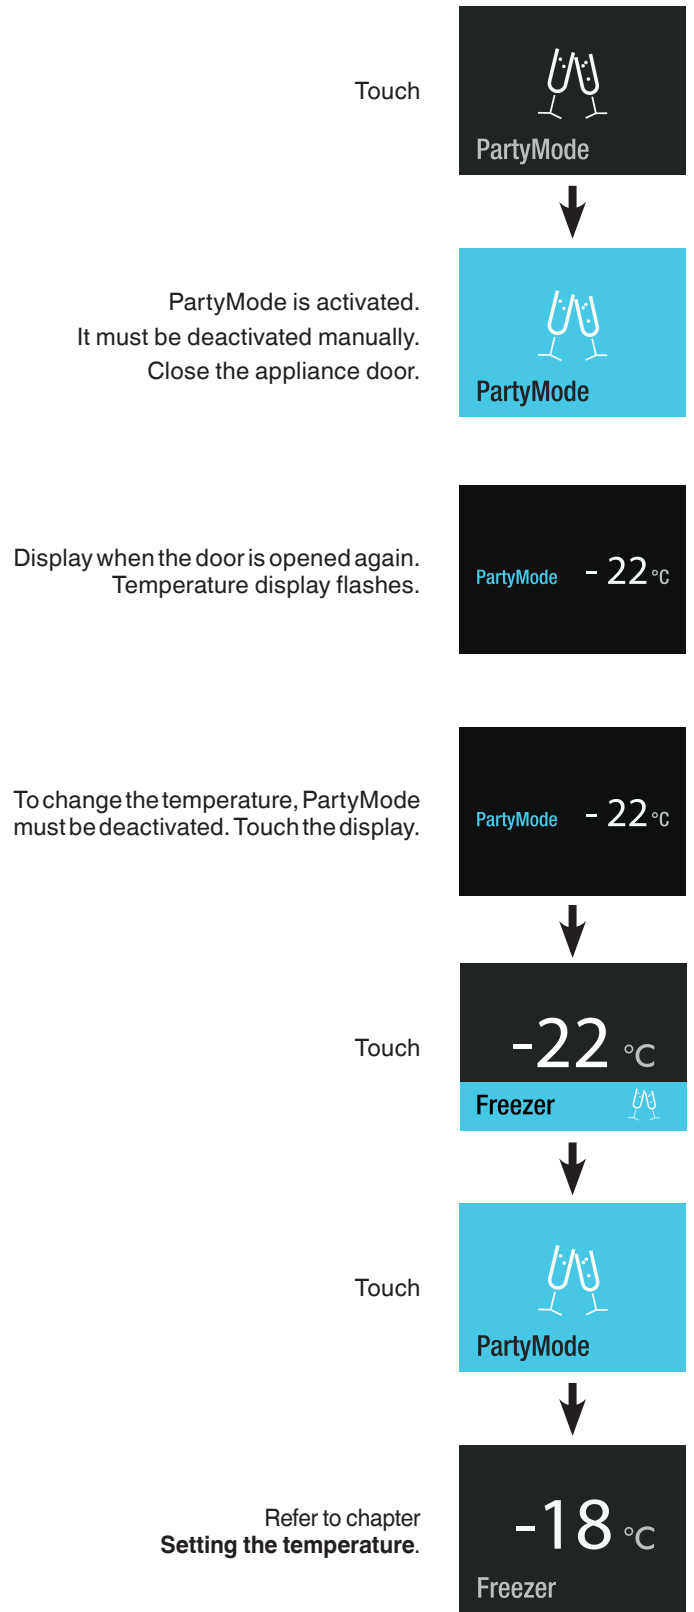 Touch
PartyMode
PartyMode is activated.
It must be deactivated manually.
Close the appliance door.
PartyMode
Display when the door is opened again.
Temperature display flashes.
PartyMode - 22 °C
To change the temperature, PartyMode
must be deactivated. Touch the display.
PartyMode - 22 °C
Touch
-22 °C
Freezer
Touch
PartyMode
Refer to chapter
Setting the temperature.
-18 °C
Freezer